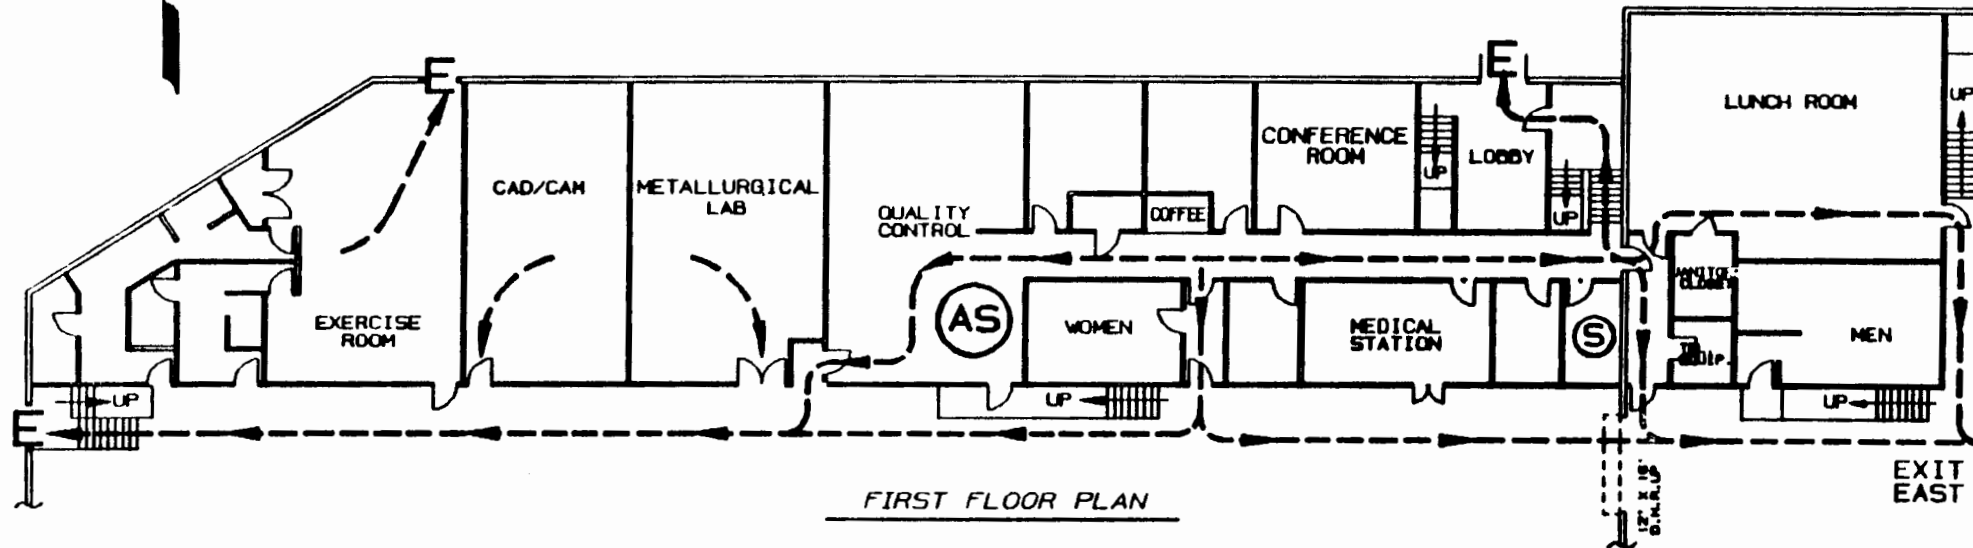 E
E
LUNCH ROOM
UP
CONFERENCE
ROOM
LOBBY
UP
CAD/CAM
METALLURGICAL
LAB
QUALITY
CONTROL
COFFEE
UP
AS
S
EXERCISE
ROOM
WOMEN
MEDICAL
STATION
MEN
UP
UP
UP
E
EXIT
EAST
FIRST FLOOR PLAN